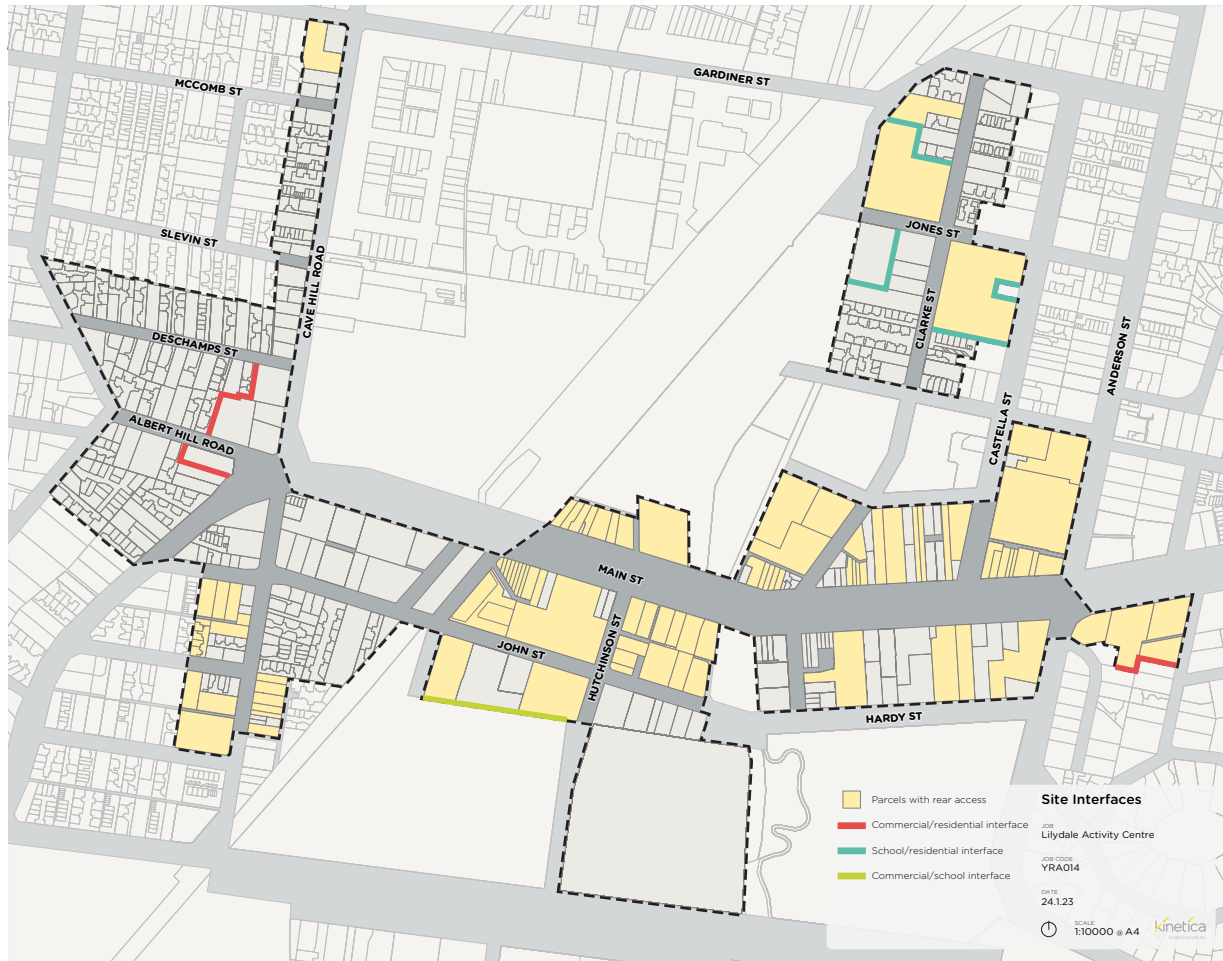 GARDINER ST
MCCOMB ST
JONES ST
SLEVIN ST
CAVE HILL ROAD
CLARKE ST
DESCHAMPS ST
ANDERSON ST
ALBERT HILL ROAD
CASTELLA ST
MAIN ST
JOHN ST
HUTCHINSON ST
HARDY ST
Parcels with rear access
Commercial/residential interface
School/residential interface
Commercial/school interface
Site Interfaces
JOB
Lilydale Activity Centre
JOB CODE
YRA014
DATE
24.1.23
SCALE
1:10000 @ A4
kinetica